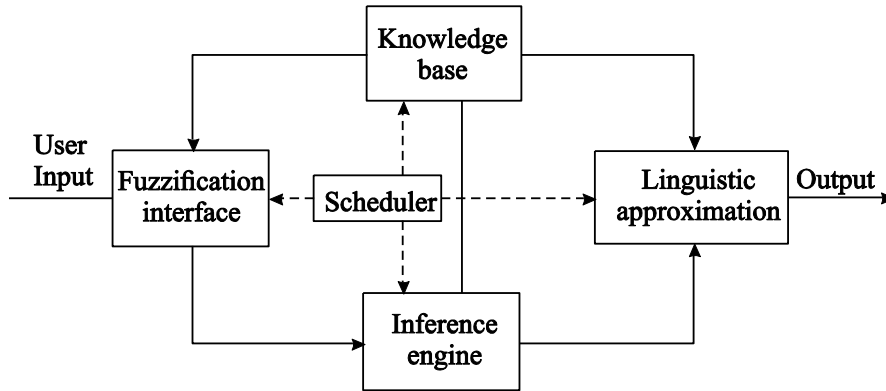 Knowledge
base
User
Input
Fuzzification
interface
Scheduler
Linguistic
approximation
Output
Inference
engine